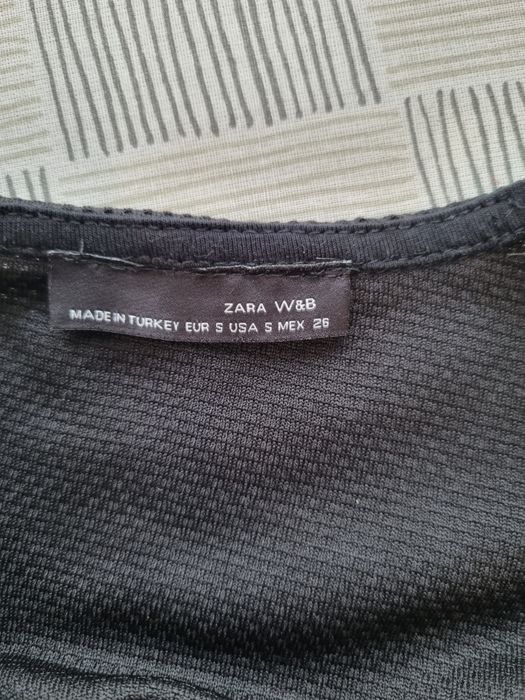 ZARA W&B
MADE IN TURKEY EUR S USA S MEX 26